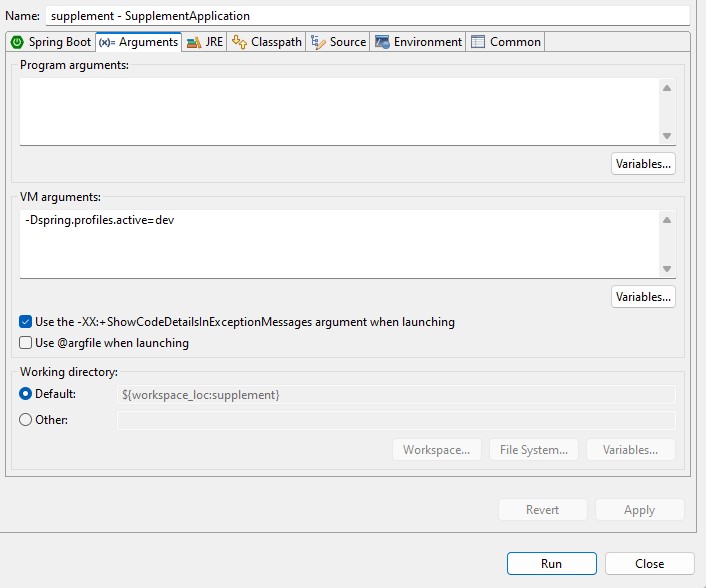 Name: supplement - SupplementApplication
Spring Boot (x)= Arguments JRE Classpath Source Environment Common
Program arguments:
Variables...
VM arguments:
-Dspring.profiles.active=dev
Variables...
Use the -XX:+ShowCodeDetailsInExceptionMessages argument when launching
Use @argfile when launching
Working directory:
Default: ${workspace_loc:supplement}
Other:
Workspace... File System... Variables...
Revert Apply
Run Close